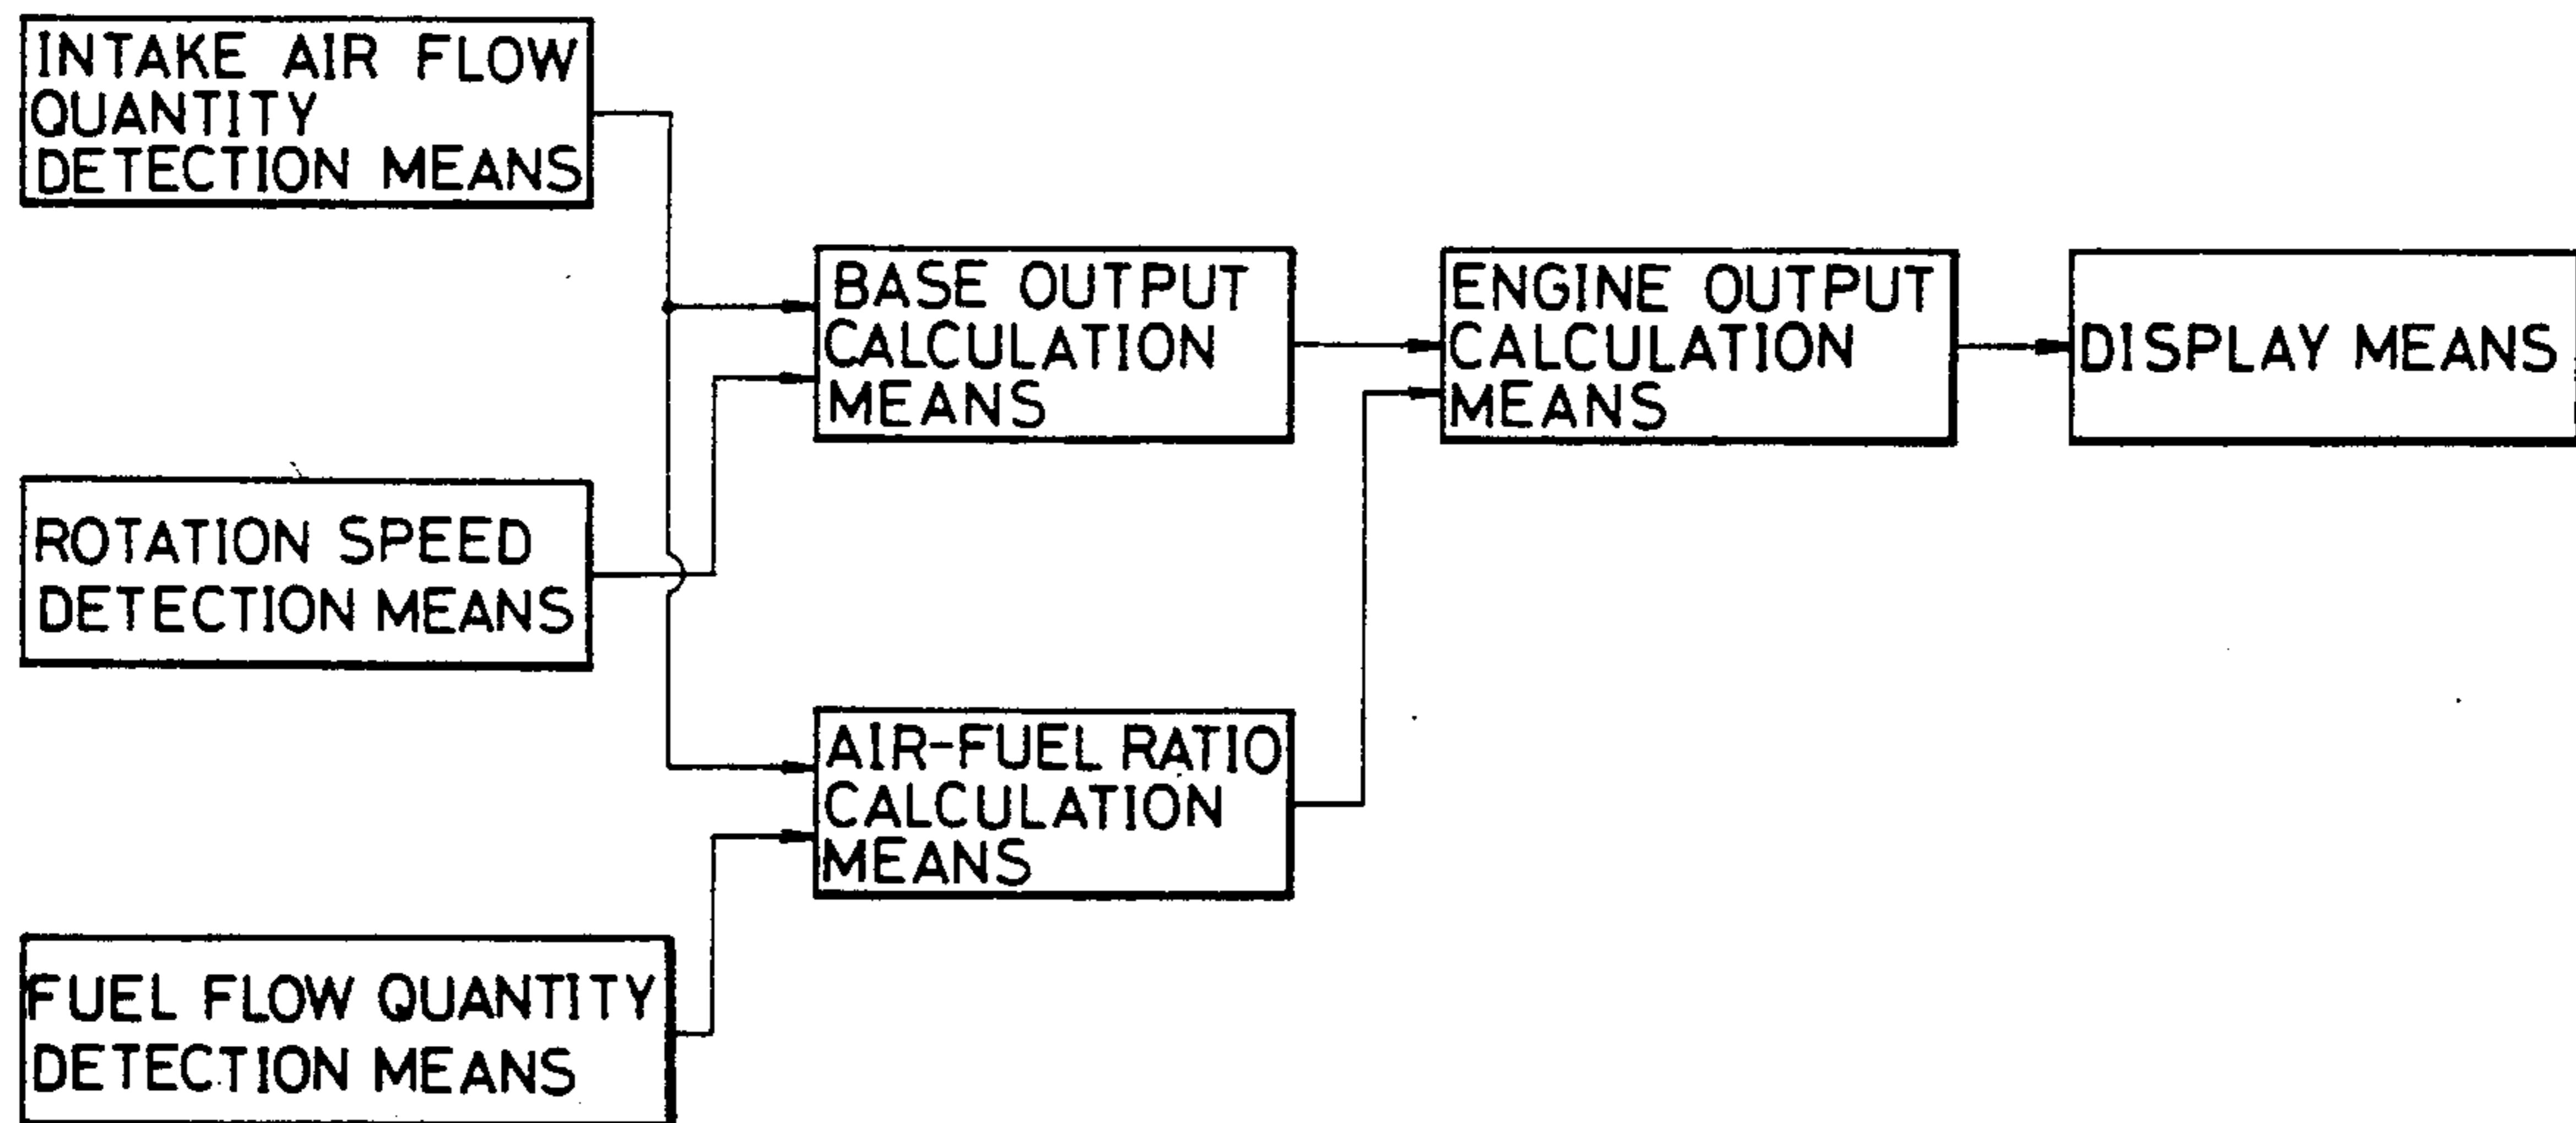 INTAKE AIR FLOW
QUANTITY
DETECTION MEANS
BASE OUTPUT
CALCULATION
MEANS
ENGINE OUTPUT
CALCULATION
MEANS
DISPLAY MEANS
ROTATION SPEED
DETECTION MEANS
AIR-FUEL RATIO
CALCULATION
MEANS
FUEL FLOW QUANTITY
DETECTION MEANS